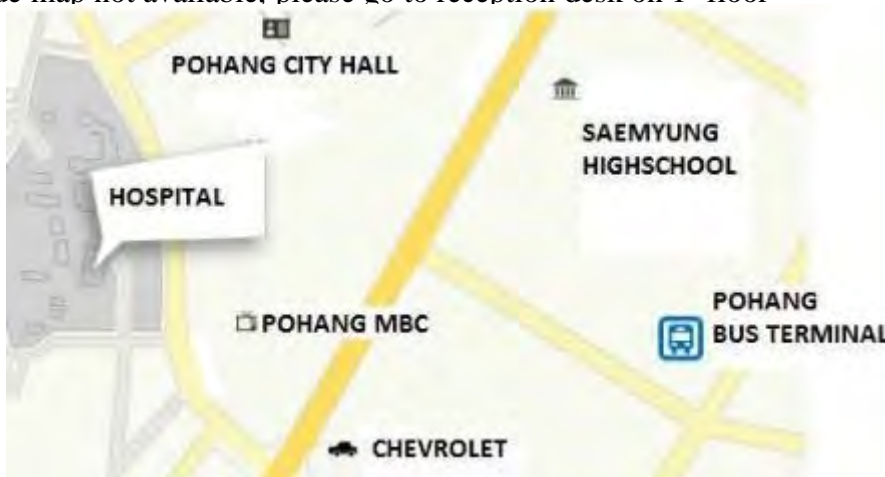 map not available, please go to reception desk on 1 floor
POHANG CITY HALL
SAEMYUNG
HIGHSCHOOL
HOSPITAL
POHANG
BUS TERMINAL
POHANG MBC
CHEVROLET